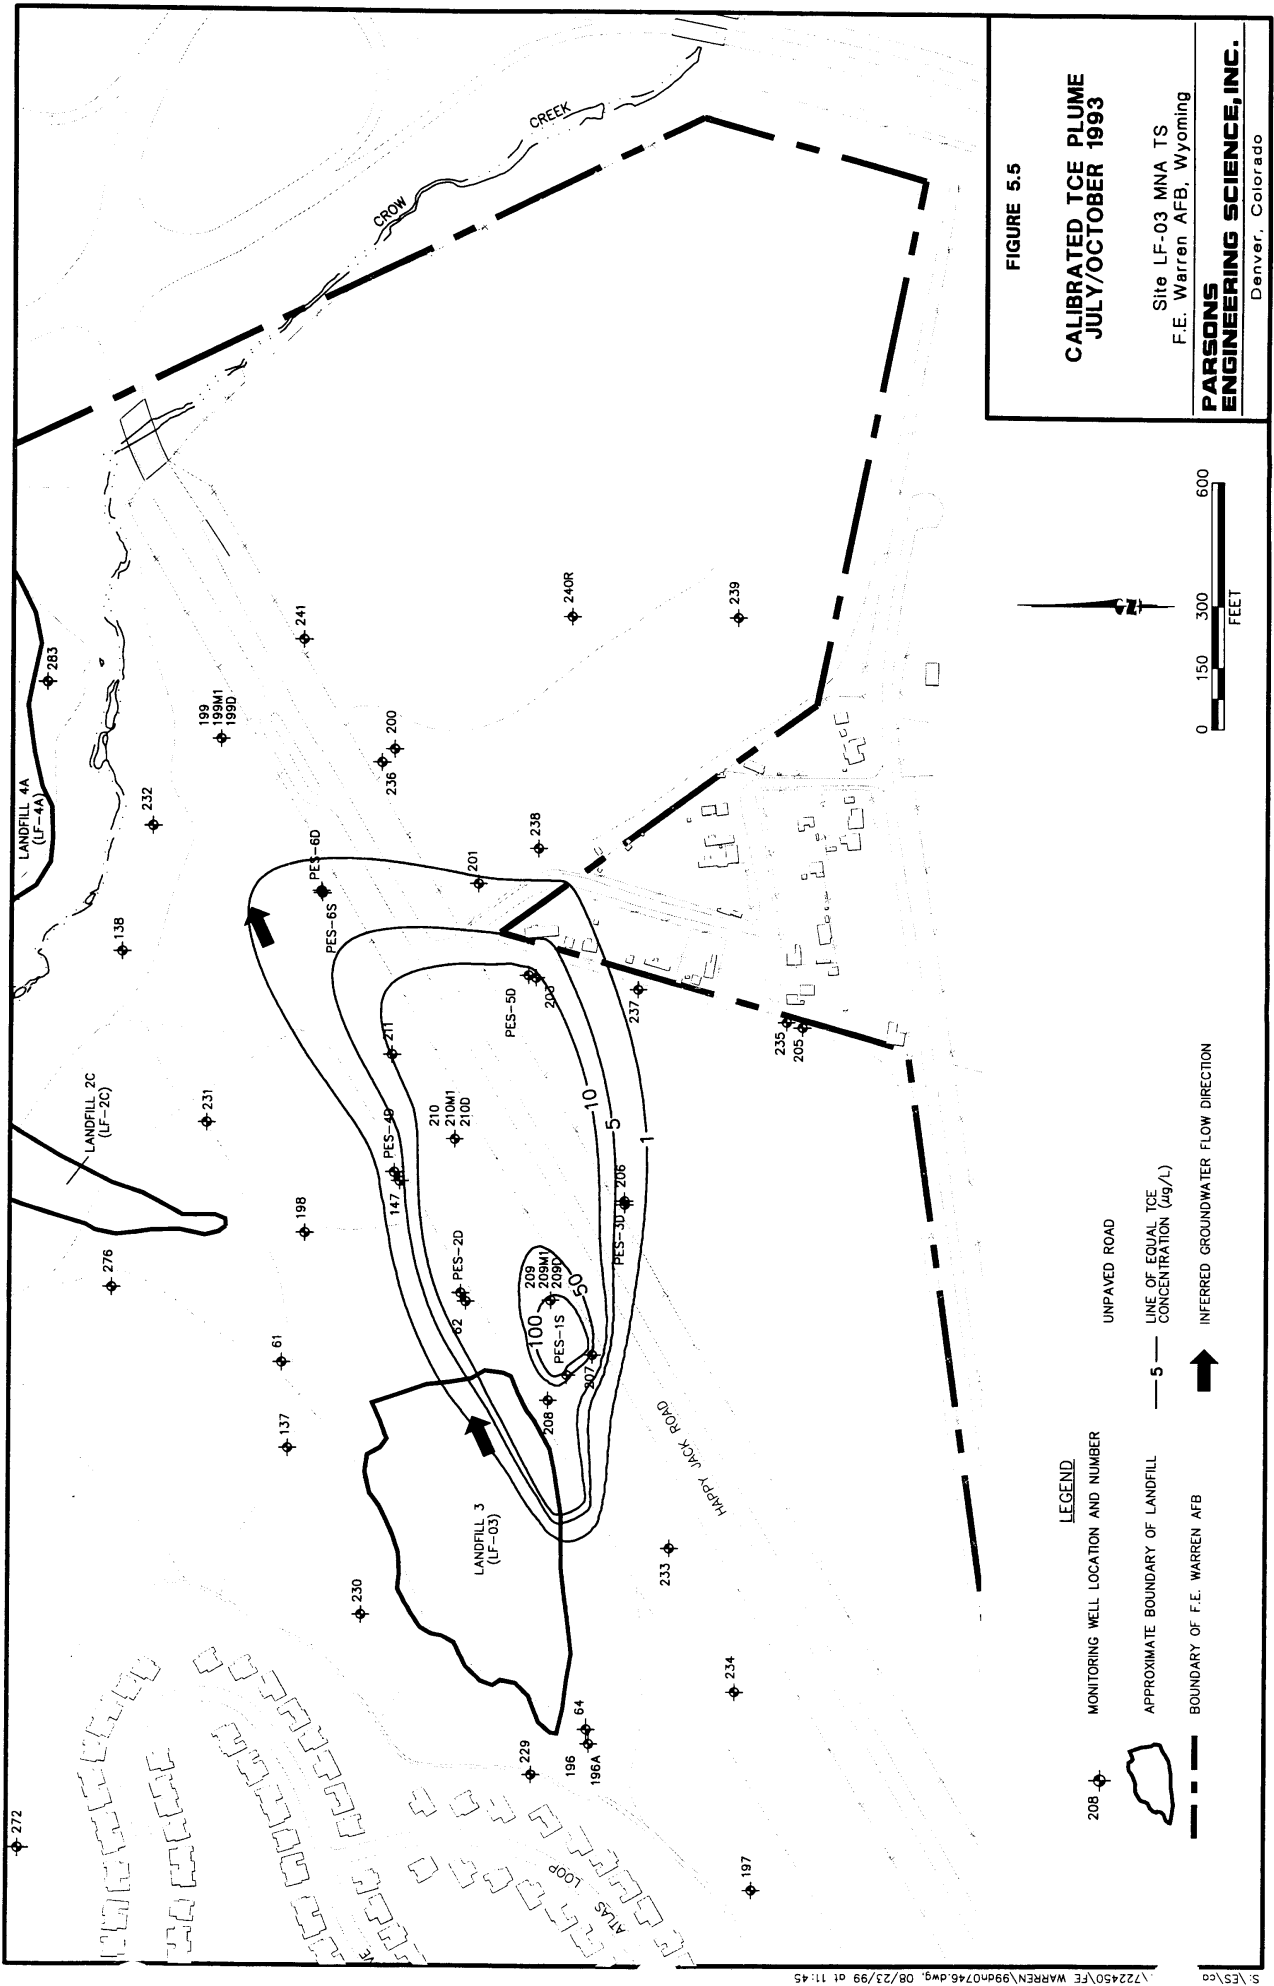 272
LANDFILL 4A
(LF-4A)
283
232
138
LANDFILL 2C
(LF-2C)
231
276
198
61
137
230
LANDFILL 3
(LF-03)
229
64
196
196A
197
234
233
ATLAS
LOOP
VE
CROW
CREEK
241
199
199M1
199D
236
200
240R
239
238
201
PES-6D
PES-6S
PES-5D
203
237
235
205
211
210
210M1
210D
PES-4D
147
PES-2D
62
209
209M1
209D
PES-1S
207
208
PES-3D
206
100
50
10
5
1
HAPPY JACK ROAD
LEGEND
208
MONITORING WELL LOCATION AND NUMBER
APPROXIMATE BOUNDARY OF LANDFILL
BOUNDARY OF F.E. WARREN AFB
UNPAVED ROAD
5
LINE OF EQUAL TCE
CONCENTRATION (µg/L)
INFERRED GROUNDWATER FLOW DIRECTION
N
0 150 300 600
FEET
FIGURE 5.5
CALIBRATED TCE PLUME
JULY/OCTOBER 1993
Site LF-03 MNA TS
F.E. Warren AFB, Wyoming
PARSONS
ENGINEERING SCIENCE, INC.
Denver, Colorado
S:\ES\co
\722450\FE WARREN\99dn0746.dwg, 08/23/99 at 11:45